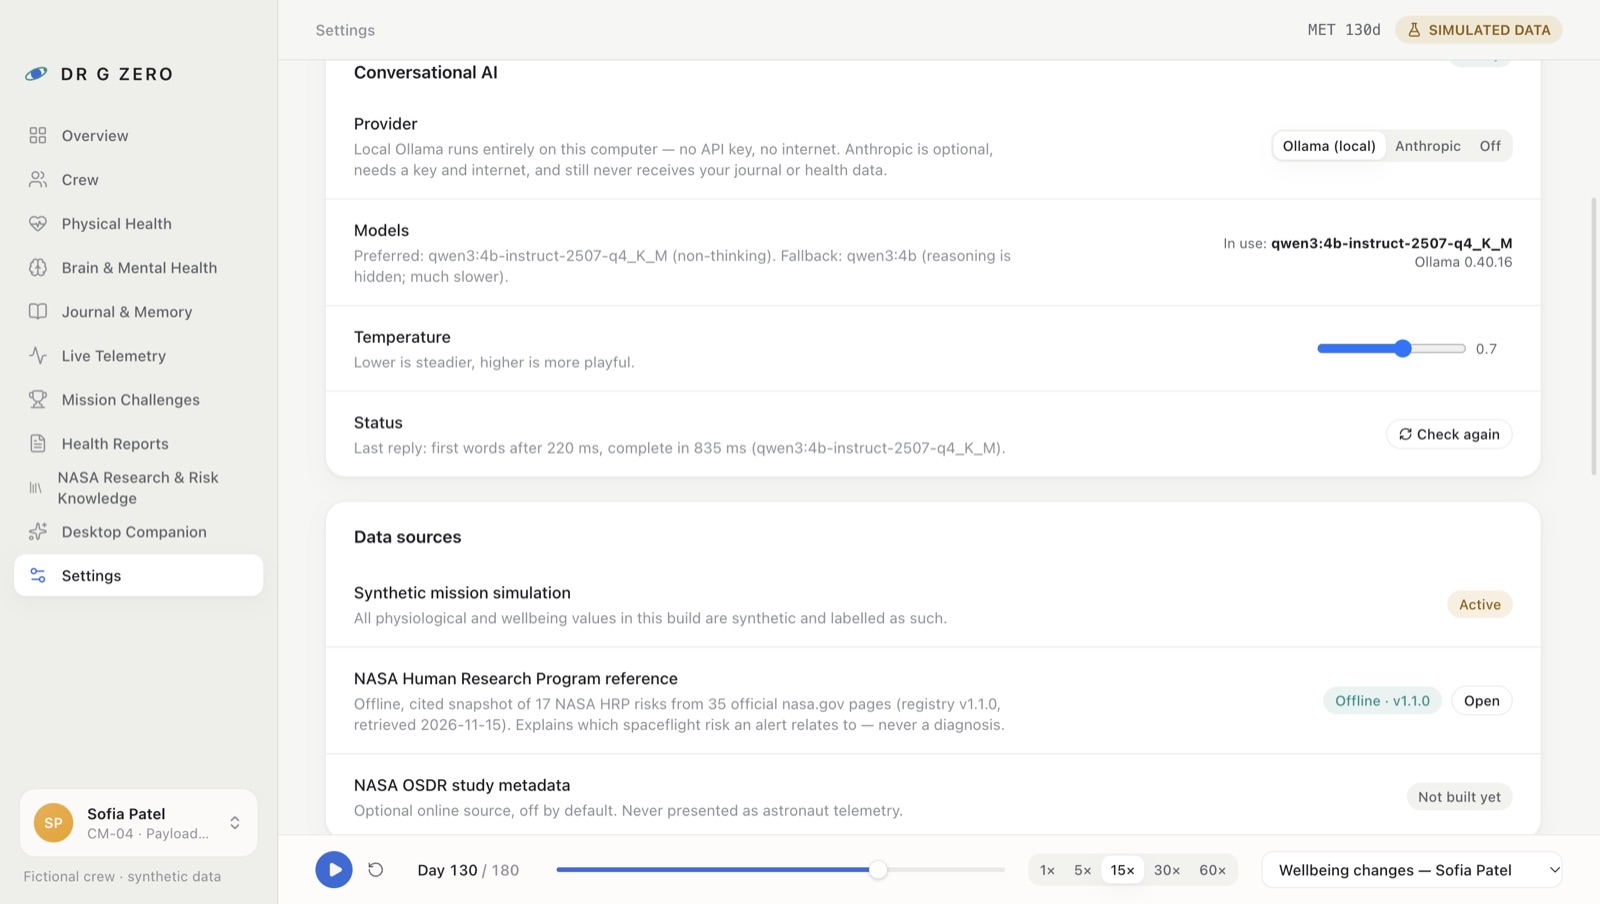 DR G ZERO
Overview
Crew
Physical Health
Brain & Mental Health
Journal & Memory
Live Telemetry
Mission Challenges
Health Reports
NASA Research & Risk
Knowledge
Desktop Companion
Settings
SP
Sofia Patel
CM-04 · Payload...
Fictional crew · synthetic data
Settings
MET 130d
SIMULATED DATA
Conversational AI
Provider
Local Ollama runs entirely on this computer — no API key, no internet. Anthropic is optional,
needs a key and internet, and still never receives your journal or health data.
Ollama (local) Anthropic Off
Models
Preferred: qwen3:4b-instruct-2507-q4_K_M (non-thinking). Fallback: qwen3:4b (reasoning is
hidden; much slower).
In use: qwen3:4b-instruct-2507-q4_K_M
Ollama 0.40.16
Temperature
Lower is steadier, higher is more playful.
0.7
Status
Last reply: first words after 220 ms, complete in 835 ms (qwen3:4b-instruct-2507-q4_K_M).
Check again
Data sources
Synthetic mission simulation
All physiological and wellbeing values in this build are synthetic and labelled as such.
Active
NASA Human Research Program reference
Offline, cited snapshot of 17 NASA HRP risks from 35 official nasa.gov pages (registry v1.1.0,
retrieved 2026-11-15). Explains which spaceflight risk an alert relates to — never a diagnosis.
Offline · v1.1.0
Open
NASA OSDR study metadata
Optional online source, off by default. Never presented as astronaut telemetry.
Not built yet
Day 130 / 180
1× 5× 15× 30× 60×
Wellbeing changes — Sofia Patel